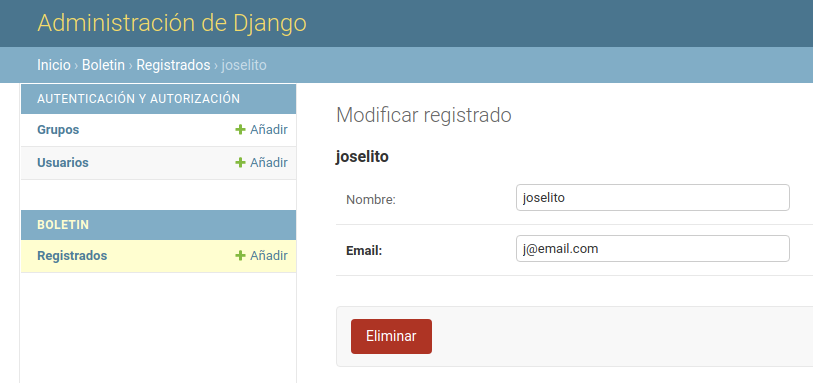 Administración de Django
Inicio › Boletin › Registrados › joselito
AUTENTICACIÓN Y AUTORIZACIÓN
Grupos + Añadir
Usuarios + Añadir
BOLETIN
Registrados + Añadir
Modificar registrado
joselito
Nombre: joselito
Email: j@email.com
Eliminar